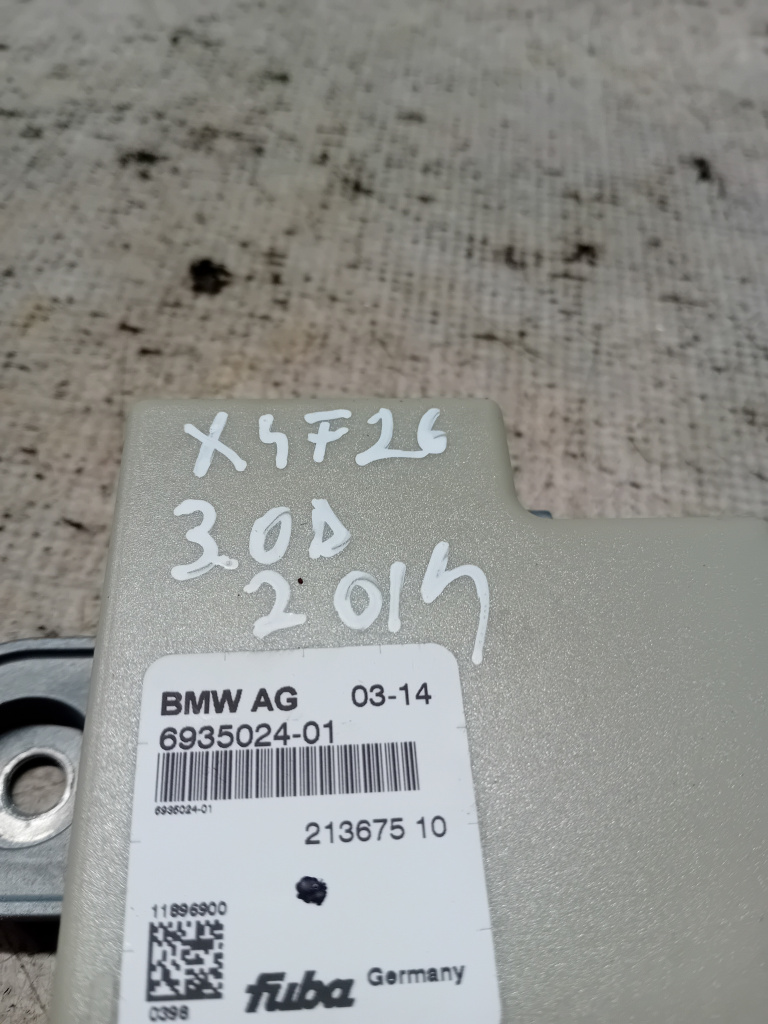 X4F26
3.0D
2014
BMW AG 03-14
6935024-01
6935024-01
213675 10
11896900
0398
fuba Germany